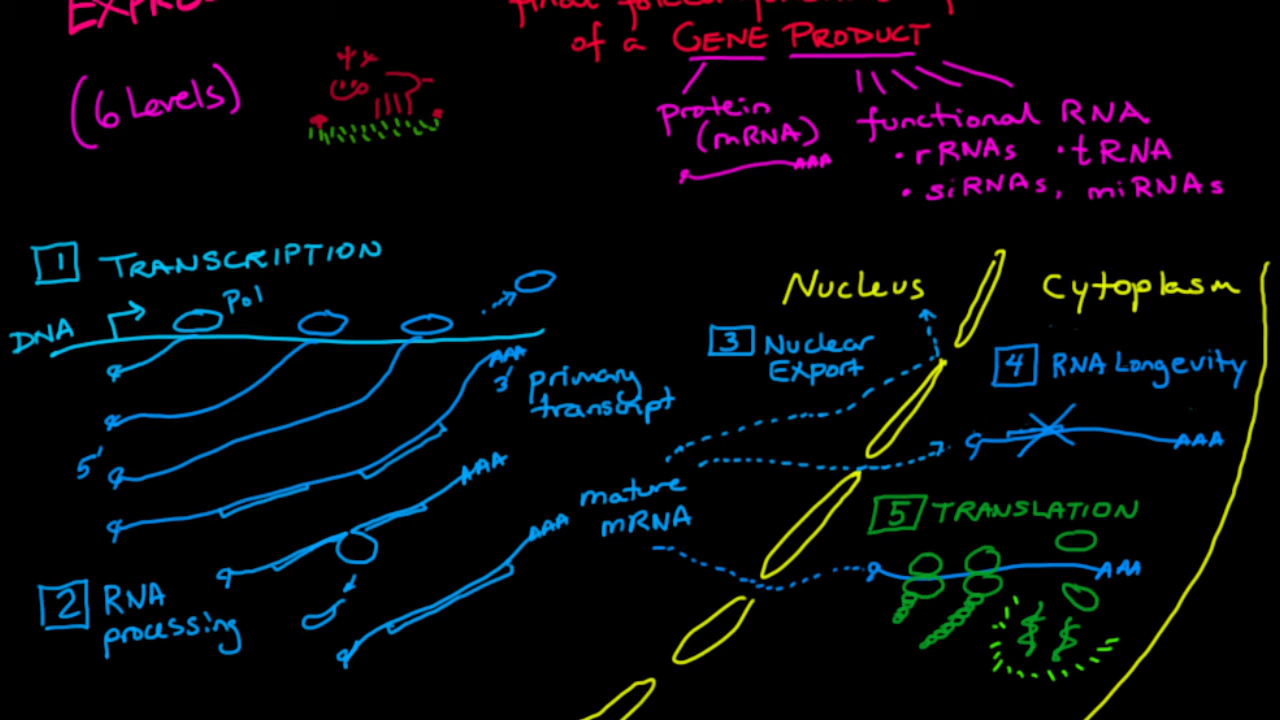 of a GENE PRODUCT
(6 Levels)
protein
(mRNA)
AAA
functional RNA
• rRNAs • tRNA
• siRNAs, miRNAs
1 TRANSCRIPTION
Pol
DNA
AAA
3'
primary
transcript
5'
AAA
AAA
2 RNA
processing
Nucleus
Cytoplasm
3 Nuclear
Export
4 RNA Longevity
AAA
mature
mRNA
5 TRANSLATION
AAA
$ $